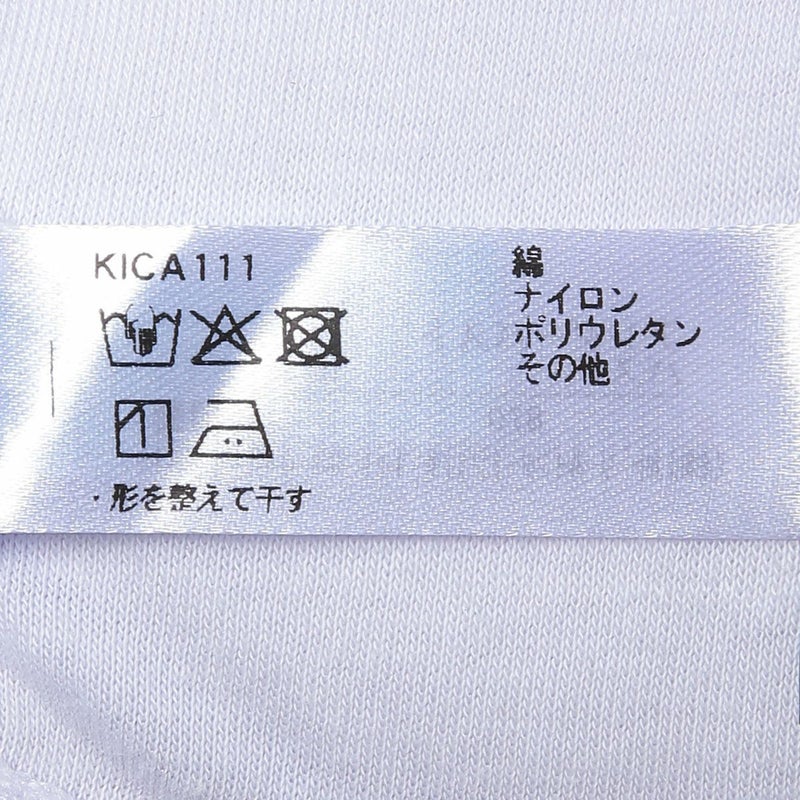 KICA111
綿
ナイロン
ポリウレタン
その他
・形を整えて干す